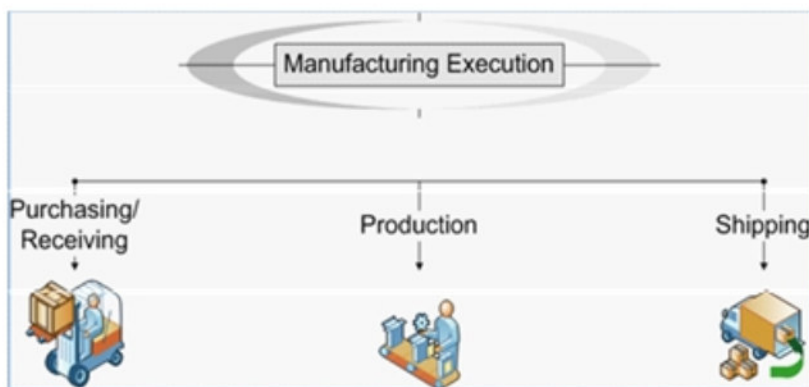 Manufacturing Execution
Purchasing/
Receiving
Production
Shipping